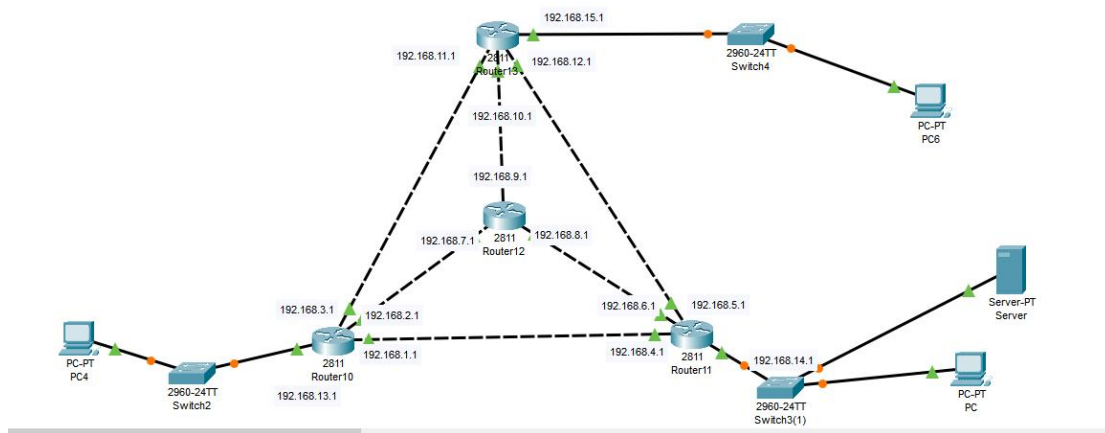 192.168.15.1
192.168.11.1
2811
Router13
192.168.12.1
2960-24TT
Switch4
192.168.10.1
PC-PT
PC6
192.168.9.1
192.168.7.1
192.168.8.1
2811
Router12
192.168.3.1
192.168.2.1
192.168.6.1
192.168.5.1
Server-PT
Server
PC-PT
PC4
192.168.1.1
192.168.4.1
192.168.14.1
2811
Router10
2811
Router11
2960-24TT
Switch2
192.168.13.1
2960-24TT
Switch3(1)
PC-PT
PC